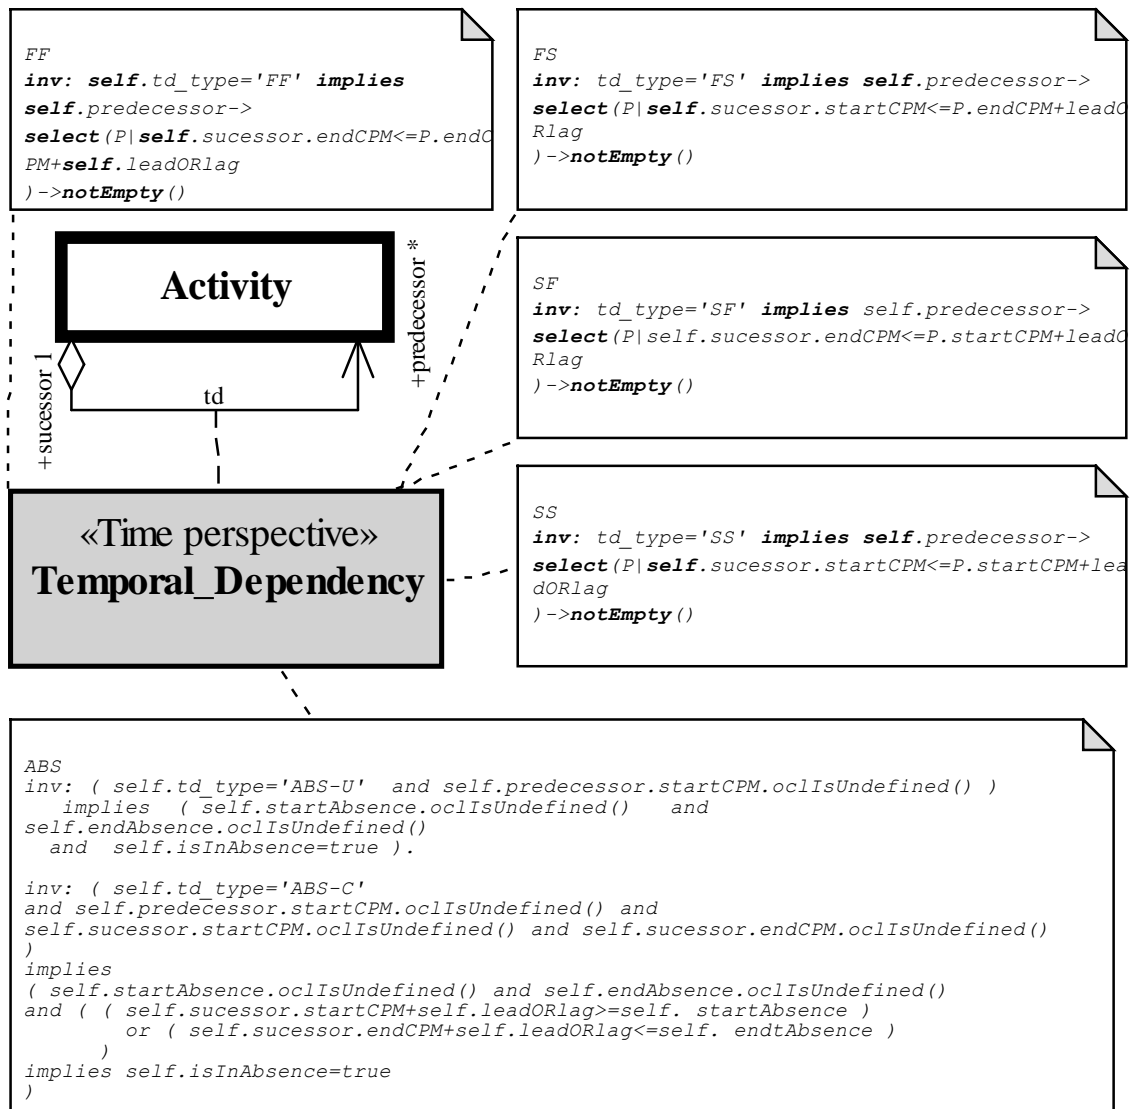 FF
inv: self.td_type='FF' implies
self.predecessor->
select(P|self.sucessor.endCPM<=P.endC
PM+self.leadORlag
)->notEmpty()
FS
inv: td_type='FS' implies self.predecessor->
select(P|self.sucessor.startCPM<=P.endCPM+leadO
Rlag
)->notEmpty()
Activity
+predecessor *
+sucessor 1
td
SF
inv: td_type='SF' implies self.predecessor->
select(P|self.sucessor.endCPM<=P.startCPM+leadO
Rlag
)->notEmpty()
«Time perspective»
Temporal_Dependency
SS
inv: td_type='SS' implies self.predecessor->
select(P|self.sucessor.startCPM<=P.startCPM+lea
dORlag
)->notEmpty()
ABS
inv: ( self.td_type='ABS-U'  and self.predecessor.startCPM.oclIsUndefined() )
implies  ( self.startAbsence.oclIsUndefined()   and
self.endAbsence.oclIsUndefined()
and  self.isInAbsence=true ).
inv: ( self.td_type='ABS-C'
and self.predecessor.startCPM.oclIsUndefined() and
self.sucessor.startCPM.oclIsUndefined() and self.sucessor.endCPM.oclIsUndefined()
)
implies
( self.startAbsence.oclIsUndefined() and self.endAbsence.oclIsUndefined()
and ( ( self.sucessor.startCPM+self.leadORlag>=self. startAbsence )
or ( self.sucessor.endCPM+self.leadORlag<=self. endtAbsence )
)
implies self.isInAbsence=true
)